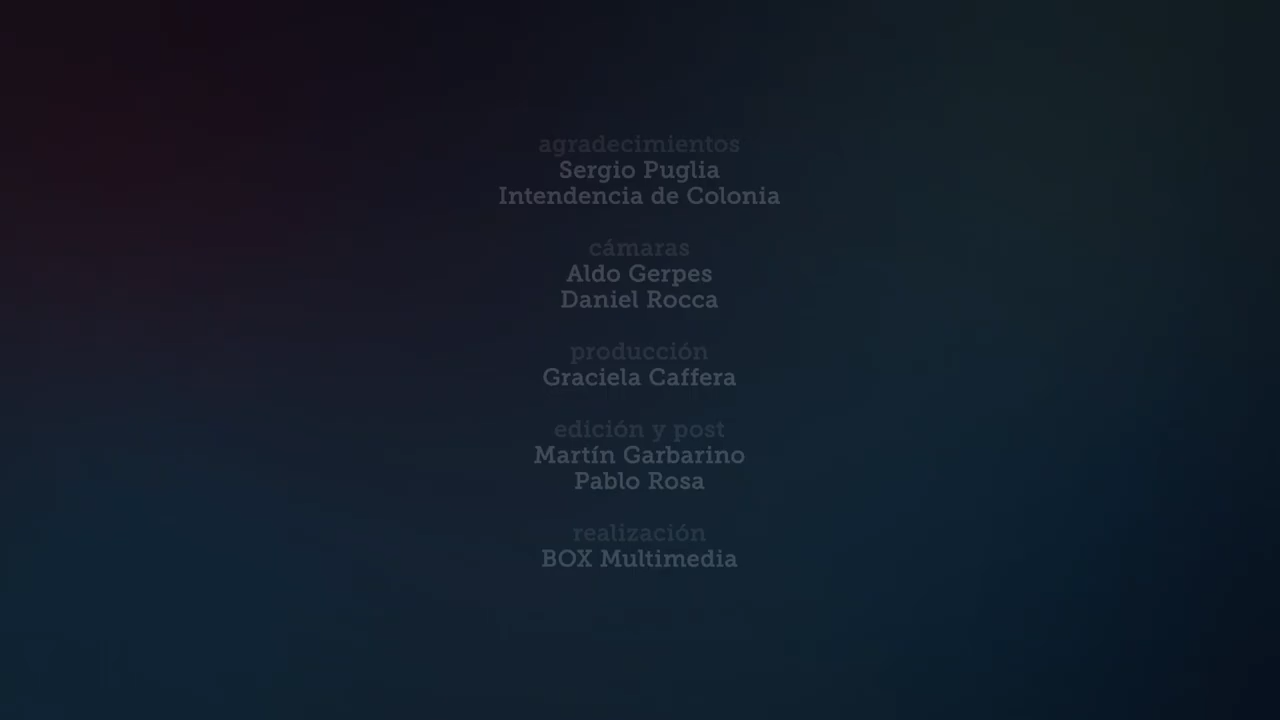 agradecimientos
Sergio Puglia
Intendencia de Colonia
cámaras
Aldo Gerpes
Daniel Rocca
producción
Graciela Caffera
edición y post
Martín Garbarino
Pablo Rosa
realización
BOX Multimedia